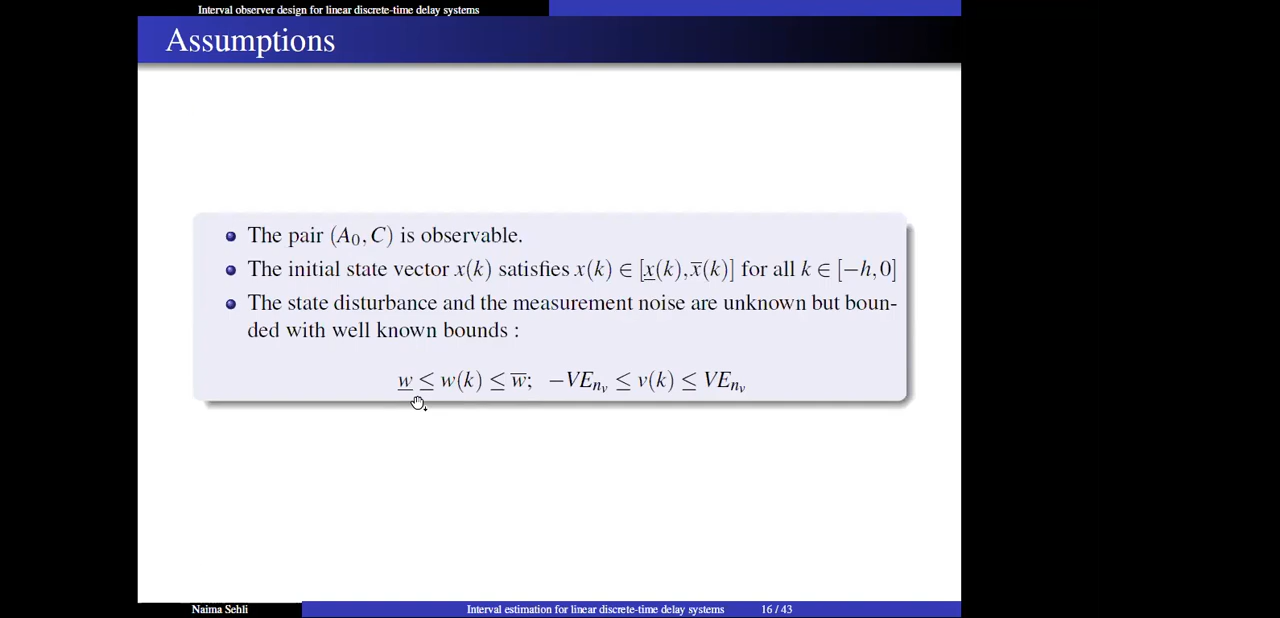 Interval observer design for linear discrete-time delay systems
Assumptions
The pair (A₀, C) is observable.
The initial state vector x(k) satisfies x(k) ∈ [x̲(k), x̅(k)] for all k ∈ [−h, 0]
The state disturbance and the measurement noise are unknown but boun-
ded with well known bounds :
w̲ ≤ w(k) ≤ w̅; −VE_{n_v} ≤ v(k) ≤ VE_{n_v}
Naima Sehli
Interval estimation for linear discrete-time delay systems
16 / 43